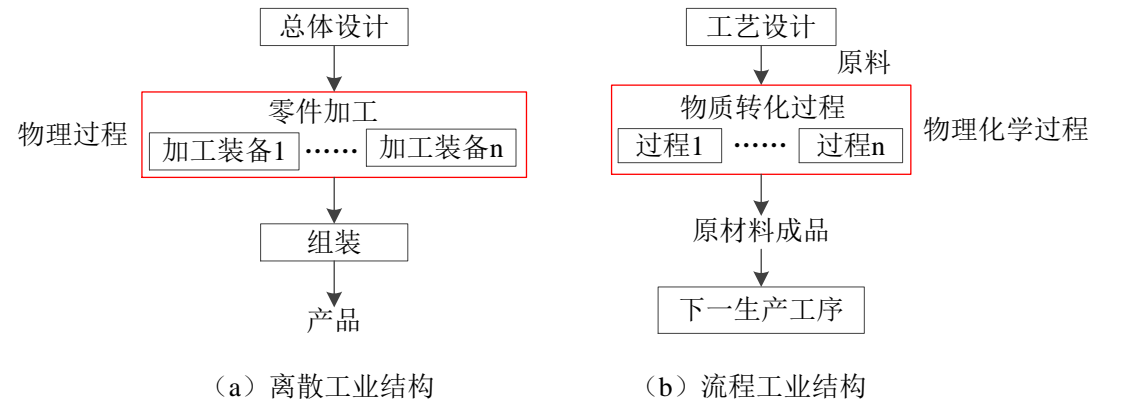 总体设计
零件加工
物理过程
加工装备1 ······ 加工装备n
组装
产品
（a）离散工业结构
工艺设计
原料
物质转化过程
过程1 ······ 过程n
物理化学过程
原材料成品
下一生产工序
（b）流程工业结构